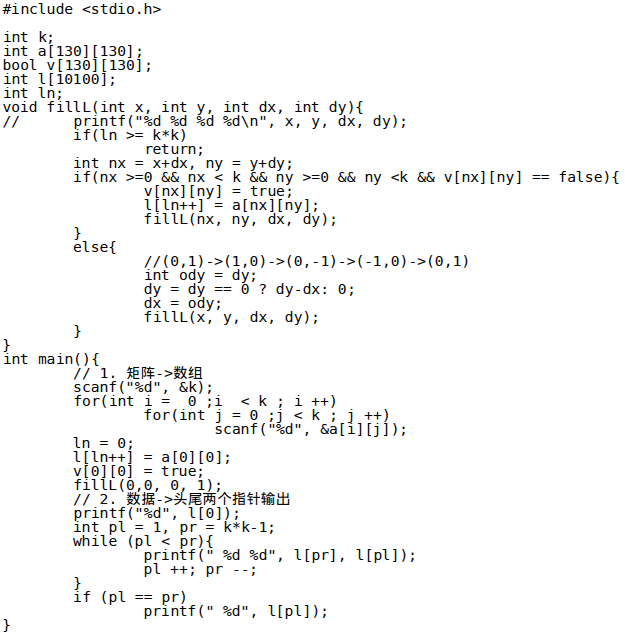 #include <stdio.h>

int k;
int a[130][130];
bool v[130][130];
int l[10100];
int ln;
void fillL(int x, int y, int dx, int dy){
//      printf("%d %d %d %d\n", x, y, dx, dy);
        if(ln >= k*k)
                return;
        int nx = x+dx, ny = y+dy;
        if(nx >=0 && nx < k && ny >=0 && ny <k && v[nx][ny] == false){
                v[nx][ny] = true;
                l[ln++] = a[nx][ny];
                fillL(nx, ny, dx, dy);
        }
        else{
                //(0,1)->(1,0)->(0,-1)->(-1,0)->(0,1)
                int ody = dy;
                dy = dy == 0 ? dy-dx: 0;
                dx = ody;
                fillL(x, y, dx, dy);
        }
}
int main(){
        // 1. 矩阵->数组
        scanf("%d", &k);
        for(int i =  0 ;i  < k ; i ++)
                for(int j = 0 ;j < k ; j ++)
                        scanf("%d", &a[i][j]);
        ln = 0;
        l[ln++] = a[0][0];
        v[0][0] = true;
        fillL(0,0, 0, 1);
        // 2. 数据->头尾两个指针输出
        printf("%d", l[0]);
        int pl = 1, pr = k*k-1;
        while (pl < pr){
                printf(" %d %d", l[pr], l[pl]);
                pl ++; pr --;
        }
        if (pl == pr)
                printf(" %d", l[pl]);
}